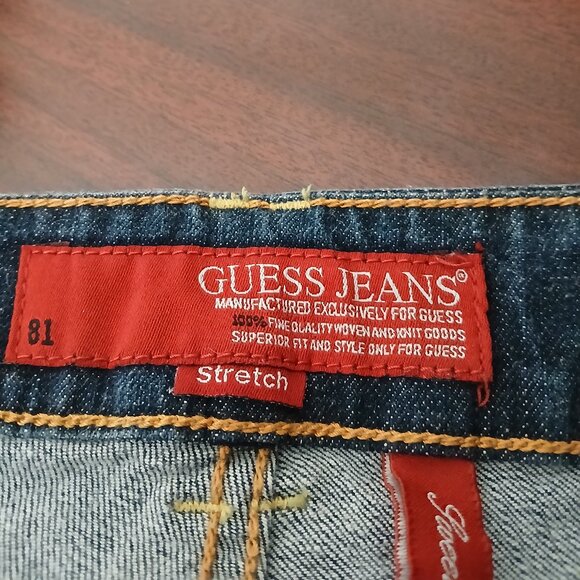 GUESS JEANS®
MANUFACTURED EXCLUSIVELY FOR GUESS
100% FINE QUALITY WOVEN AND KNIT GOODS
SUPERIOR FIT AND STYLE ONLY FOR GUESS
81
Stretch